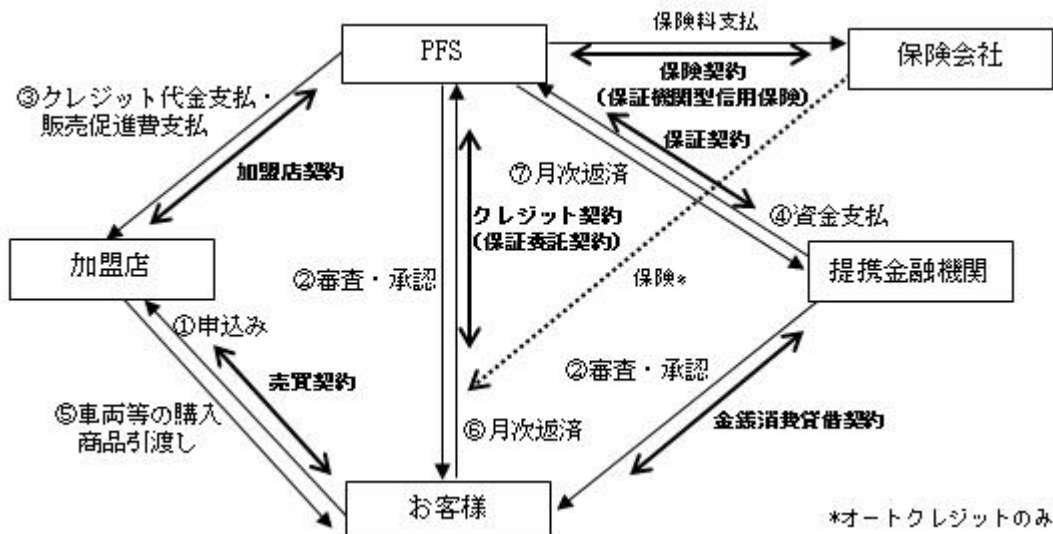 保険料支払
PFS
保険会社
保険契約
(保証機関型信用保険)
③クレジット代金支払・
販売促進費支払
保証契約
加盟店契約
⑦月次返済
クレジット契約
(保証委託契約)
④資金支払
加盟店
提携金融機関
②審査・承認
保険*
①申込み
②審査・承認
売買契約
⑤車両等の購入
商品引渡し
金銭消費貸借契約
⑥月次返済
お客様
*オートクレジットのみ